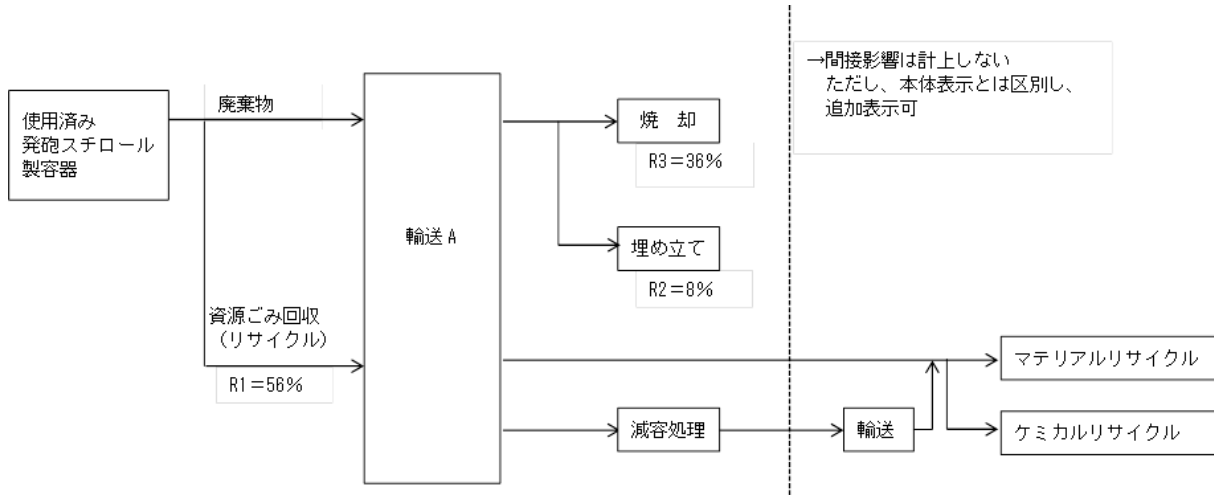 使用済み
発砲スチロール
製容器
廃棄物
資源ごみ回収
（リサイクル）
R1＝56%
輸送A
焼　却
R3＝36%
埋め立て
R2＝8%
減容処理
→間接影響は計上しない
ただし、本体表示とは区別し、
追加表示可
輸送
マテリアルリサイクル
ケミカルリサイクル